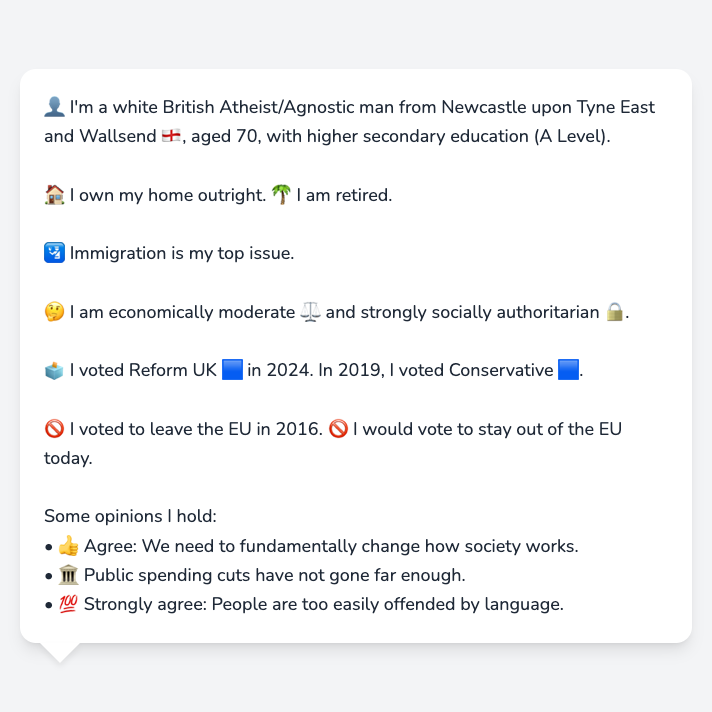 👤 I'm a white British Atheist/Agnostic man from Newcastle upon Tyne East
and Wallsend 🏴󠁧󠁢󠁥󠁮󠁧󠁿, aged 70, with higher secondary education (A Level).
🏠 I own my home outright. 🌴 I am retired.
🛂 Immigration is my top issue.
🤔 I am economically moderate ⚖️ and strongly socially authoritarian 🔒.
🗳️ I voted Reform UK 🟦 in 2024. In 2019, I voted Conservative 🟦.
🚫 I voted to leave the EU in 2016. 🚫 I would vote to stay out of the EU
today.
Some opinions I hold:
• 👍 Agree: We need to fundamentally change how society works.
• 🏛️ Public spending cuts have not gone far enough.
• 💯 Strongly agree: People are too easily offended by language.